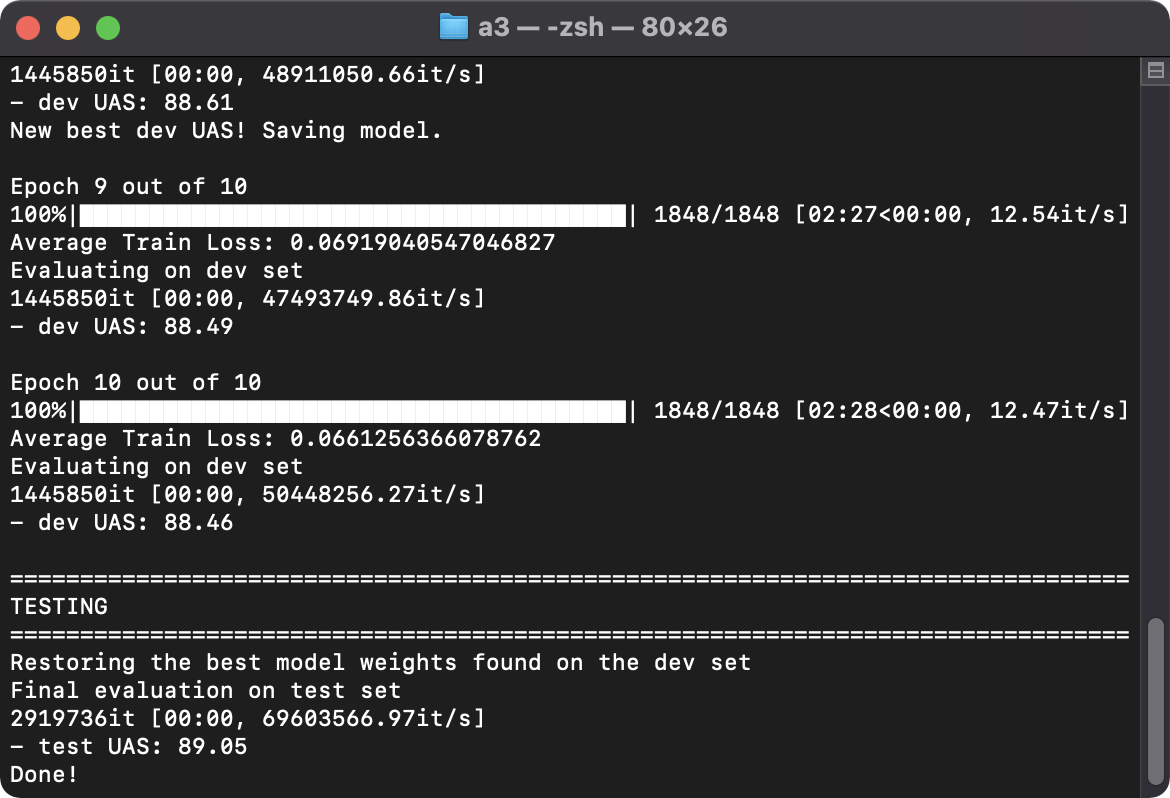 a3 — -zsh — 80×26
1445850it [00:00, 48911050.66it/s]
- dev UAS: 88.61
New best dev UAS! Saving model.
Epoch 9 out of 10
100%|███████████████████████████████████████| 1848/1848 [02:27<00:00, 12.54it/s]
Average Train Loss: 0.06919040547046827
Evaluating on dev set
1445850it [00:00, 47493749.86it/s]
- dev UAS: 88.49
Epoch 10 out of 10
100%|███████████████████████████████████████| 1848/1848 [02:28<00:00, 12.47it/s]
Average Train Loss: 0.0661256366078762
Evaluating on dev set
1445850it [00:00, 50448256.27it/s]
- dev UAS: 88.46
================================================================================
TESTING
================================================================================
Restoring the best model weights found on the dev set
Final evaluation on test set
2919736it [00:00, 69603566.97it/s]
- test UAS: 89.05
Done!